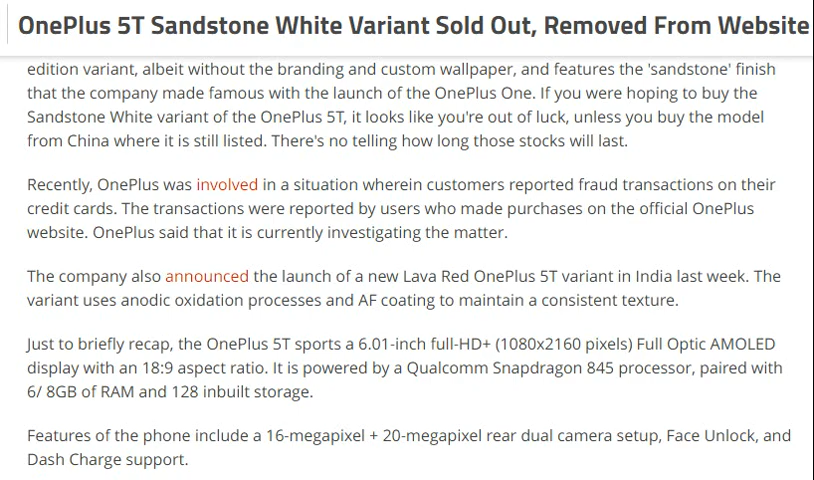 OnePlus 5T Sandstone White Variant Sold Out, Removed From Website
edition variant, albeit without the branding and custom wallpaper, and features the 'sandstone' finish
that the company made famous with the launch of the OnePlus One. If you were hoping to buy the
Sandstone White variant of the OnePlus 5T, it looks like you're out of luck, unless you buy the model
from China where it is still listed. There's no telling how long those stocks will last.
Recently, OnePlus was involved in a situation wherein customers reported fraud transactions on their
credit cards. The transactions were reported by users who made purchases on the official OnePlus
website. OnePlus said that it is currently investigating the matter.
The company also announced the launch of a new Lava Red OnePlus 5T variant in India last week. The
variant uses anodic oxidation processes and AF coating to maintain a consistent texture.
Just to briefly recap, the OnePlus 5T sports a 6.01-inch full-HD+ (1080x2160 pixels) Full Optic AMOLED
display with an 18:9 aspect ratio. It is powered by a Qualcomm Snapdragon 845 processor, paired with
6/ 8GB of RAM and 128 inbuilt storage.
Features of the phone include a 16-megapixel + 20-megapixel rear dual camera setup, Face Unlock, and
Dash Charge support.